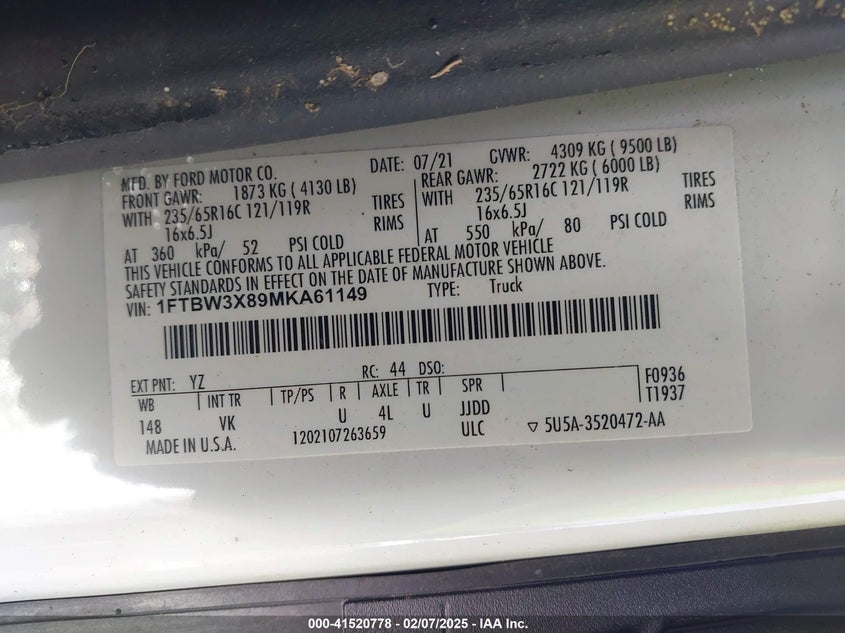 MFD. BY FORD MOTOR CO. DATE: 07/21 GVWR: 4309 KG ( 9500 LB)
FRONT GAWR: 1873 KG ( 4130 LB) REAR GAWR: 2722 KG ( 6000 LB)
WITH 235/65R16C 121/119R TIRES WITH 235/65R16C 121/119R TIRES
16x6.5J RIMS 16x6.5J RIMS
AT 360 kPa/ 52 PSI COLD AT 550 kPa/ 80 PSI COLD
THIS VEHICLE CONFORMS TO ALL APPLICABLE FEDERAL MOTOR VEHICLE
SAFETY STANDARDS IN EFFECT ON THE DATE OF MANUFACTURE SHOWN ABOVE.
VIN: 1FTBW3X89MKA61149 TYPE: Truck
EXT PNT: YZ RC: 44 DSO:
WB INT TR TP/PS R AXLE TR SPR F0936
148 VK U 4L U JJDD T1937
MADE IN U.S.A. 1202107263659 ULC ▽ 5U5A-3520472-AA
000-41520778 - 02/07/2025 - IAA Inc.